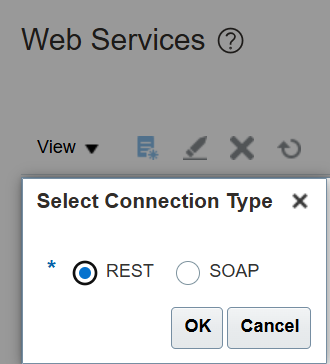 Web Services ?
View
Select Connection Type
* REST SOAP
OK Cancel